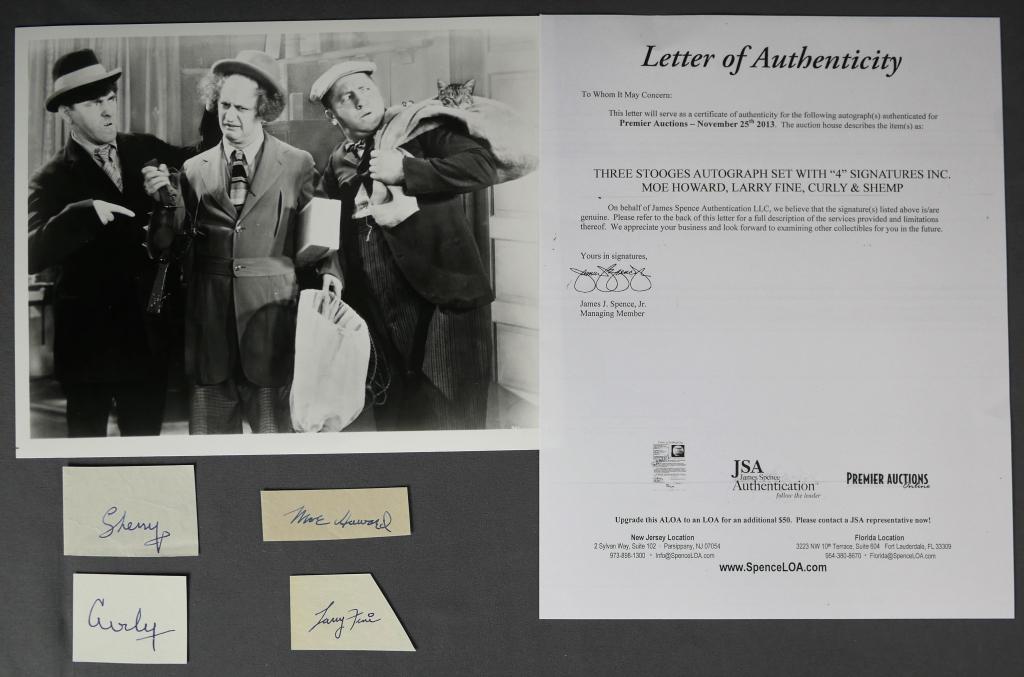 Letter of Authenticity
To Whom It May Concern:
This letter will serve as a certificate of authenticity for the following autograph(s) authenticated for
Premier Auctions – November 25th 2013. The auction house describes the item(s) as:
THREE STOOGES AUTOGRAPH SET WITH “4” SIGNATURES INC.
MOE HOWARD, LARRY FINE, CURLY & SHEMP
On behalf of James Spence Authentication LLC, we believe that the signature(s) listed above is/are
genuine. Please refer to the back of this letter for a full description of the services provided and limitations
thereof. We appreciate your business and look forward to examining other collectibles for you in the future.
Yours in signatures,
James J. Spence, Jr.
Managing Member
JSA
James Spence
Authentication
follow the leader
PREMIER AUCTIONS
Online
Upgrade this ALOA to an LOA for an additional $50. Please contact a JSA representative now!
New Jersey Location
2 Sylvan Way, Suite 102 · Parsippany, NJ 07054
973-898-1300 • Info@SpenceLOA.com
Florida Location
3223 NW 10th Terrace, Suite 604 Fort Lauderdale, FL 33309
954-380-8670 • Florida@SpenceLOA.com
www.SpenceLOA.com
Shemp
Moe Howard
Curly
Larry Fine